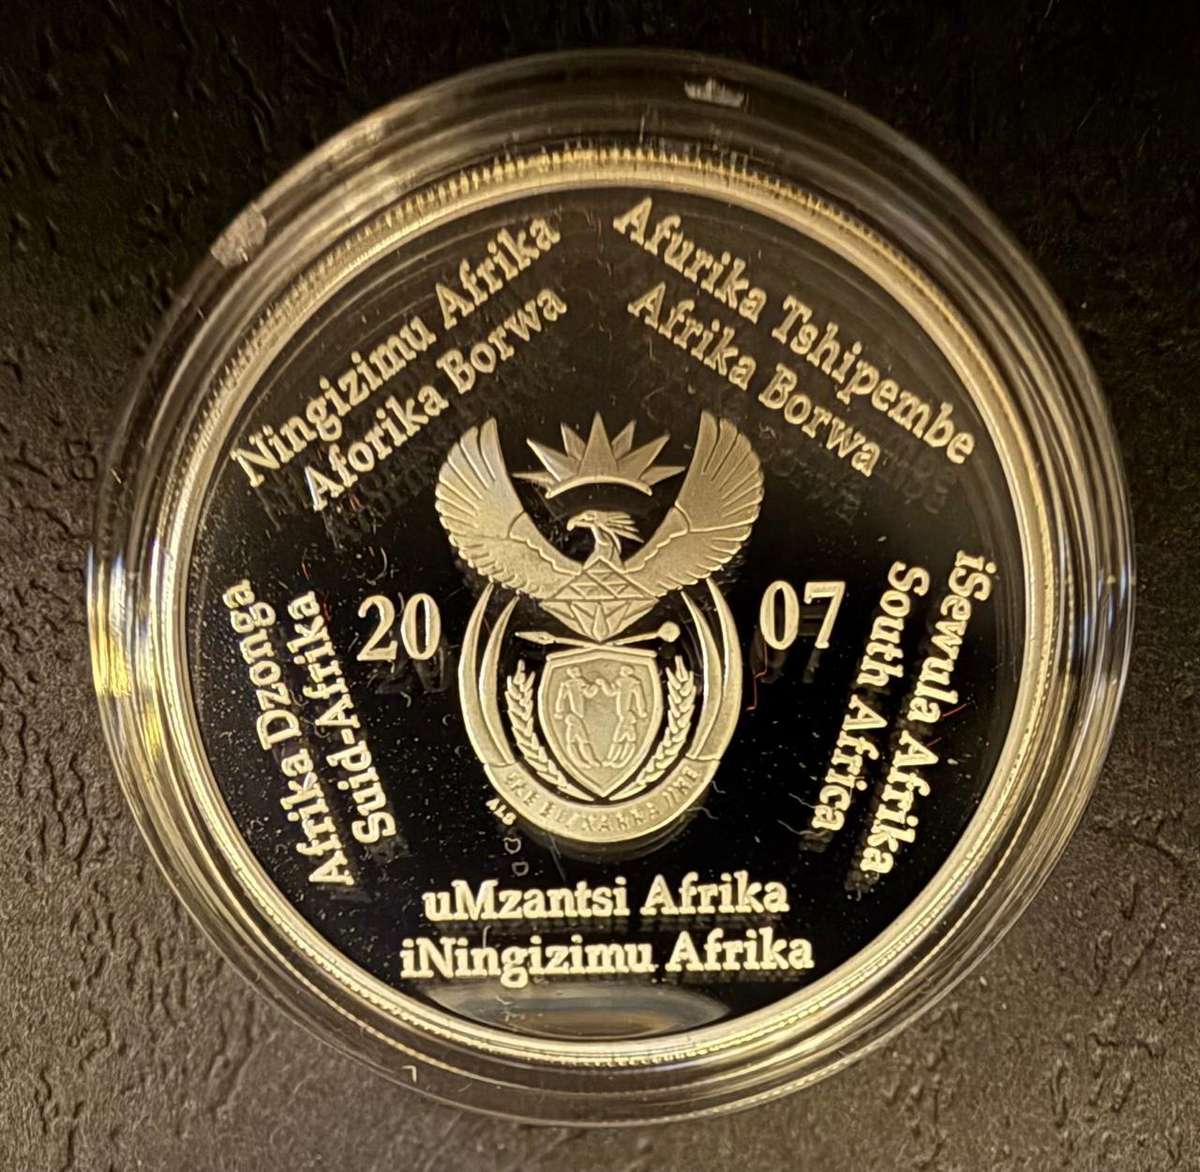 Ningizimu Afrika
Aforika Borwa
Afurika Tshipembe
Afrika Borwa
20 07
iSewula Afrika
South Africa
Afrika Dzonga
Suid-Afrika
ALS
uMzantsi Afrika
iNingizimu Afrika